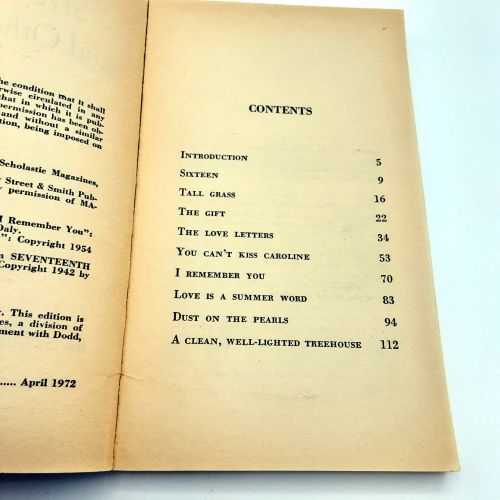 he condition that it shall
rwise circulated in any
that in which it is pub-
permission has been ob-
and without a similar
tion, being imposed on
Scholastic Magazines,
Street & Smith Pub-
y permission of MA-
I Remember You":
Daly.
": Copyright 1954
n SEVENTEENTH
Copyright 1942 by
. This edition is
es, a division of
ment with Dodd,
..... April 1972
CONTENTS
INTRODUCTION 5
SIXTEEN 9
TALL GRASS 16
THE GIFT 22
THE LOVE LETTERS 34
YOU CAN'T KISS CAROLINE 53
I REMEMBER YOU 70
LOVE IS A SUMMER WORD 83
DUST ON THE PEARLS 94
A CLEAN, WELL-LIGHTED TREEHOUSE 112